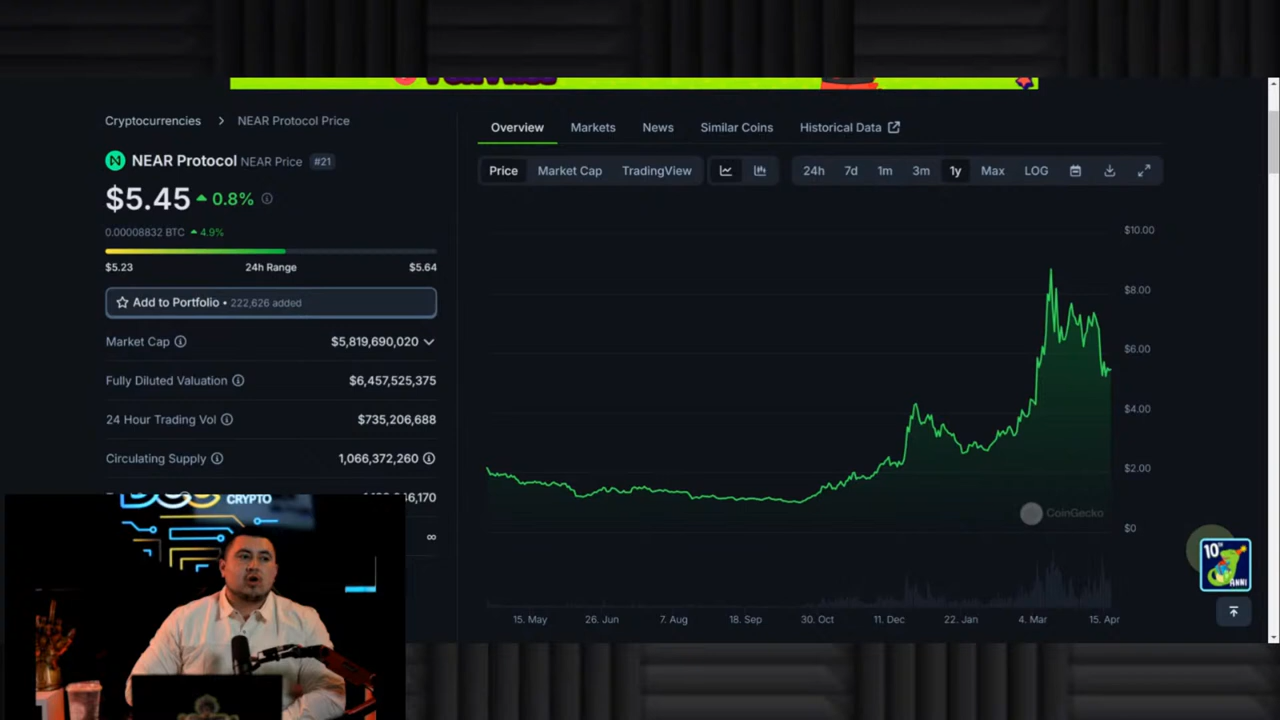 Cryptocurrencies > NEAR Protocol Price
NEAR Protocol NEAR Price #21
$5.45 0.8%
0.00008832 BTC 4.9%
$5.23 24h Range $5.64
Add to Portfolio • 222,626 added
Market Cap $5,819,690,020
Fully Diluted Valuation $6,457,525,375
24 Hour Trading Vol $735,206,688
Circulating Supply 1,066,372,260
∞
Overview Markets News Similar Coins Historical Data
Price Market Cap TradingView 24h 7d 1m 3m 1y Max LOG
$10.00
$8.00
$6.00
$4.00
$2.00
$0
CoinGecko
15. May 26. Jun 7. Aug 18. Sep 30. Oct 11. Dec 22. Jan 4. Mar 15. Apr
10TH
ANNI
CRYPTO